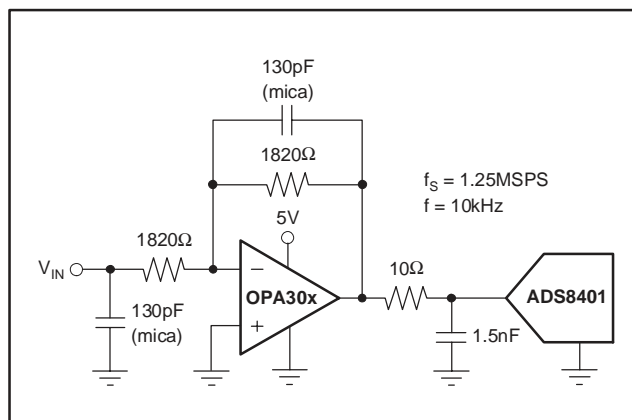 130pF
(mica)
1820Ω
f_S = 1.25MSPS
f = 10kHz
5V
1820Ω
V_IN
−
OPA30x
+
10Ω
ADS8401
130pF
(mica)
1.5nF